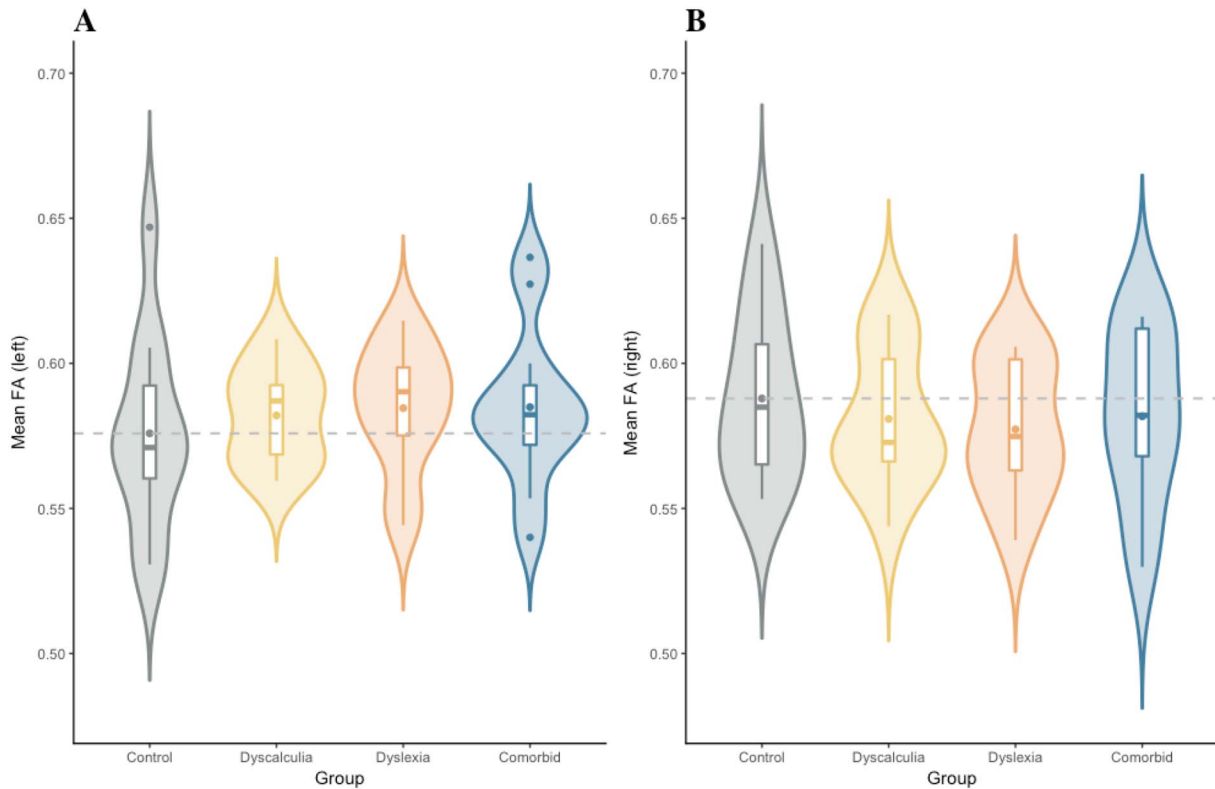 A
Mean FA (left)
0.70
0.65
0.60
0.55
0.50
Control Dyscalculia Dyslexia Comorbid
Group
B
Mean FA (right)
0.70
0.65
0.60
0.55
0.50
Control Dyscalculia Dyslexia Comorbid
Group